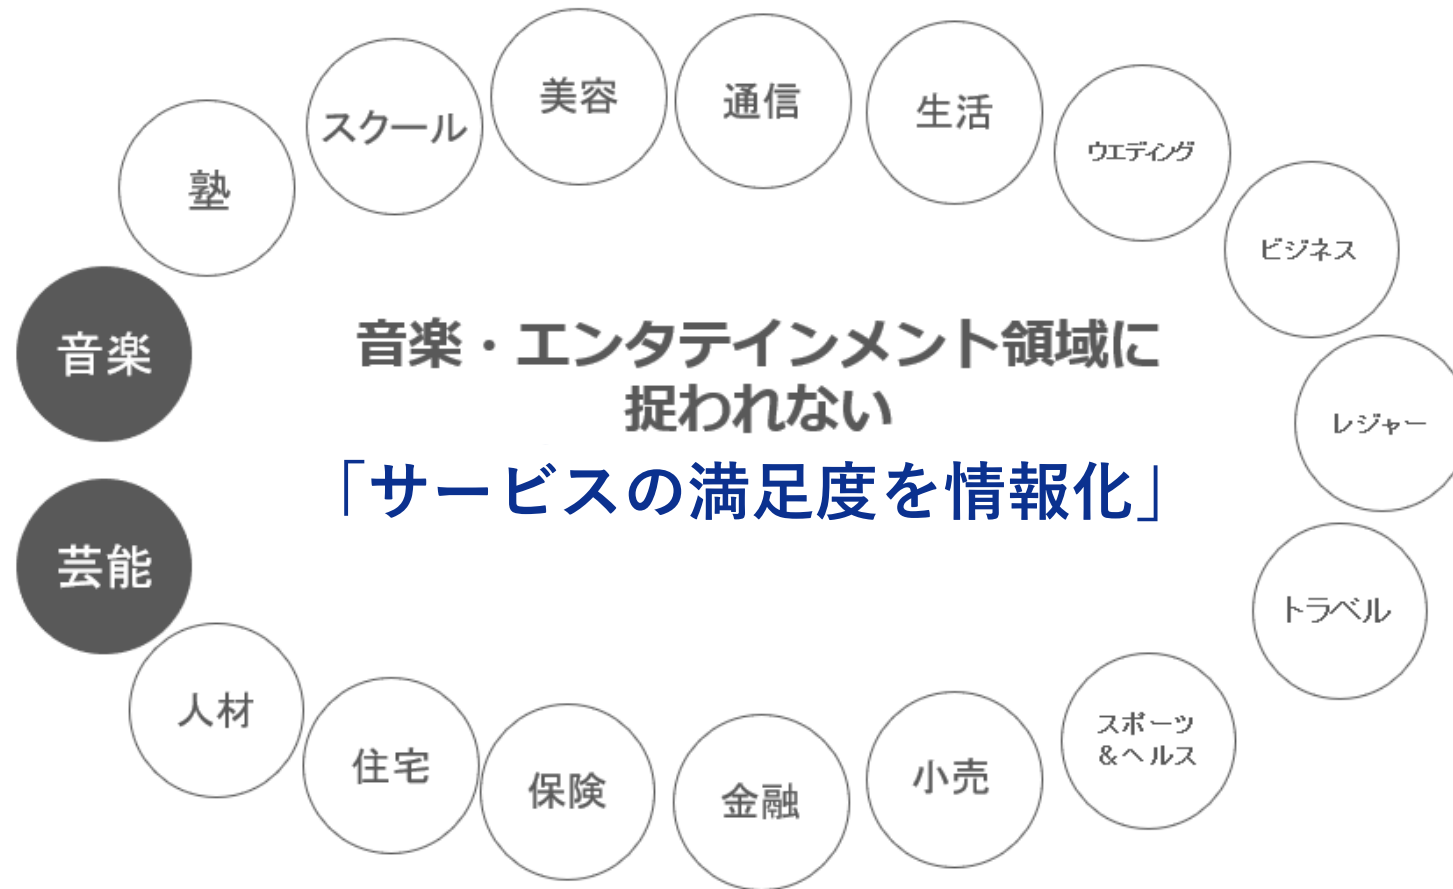 美容
通信
生活
スクール
ウエディング
塾
ビジネス
音楽
音楽・エンタテインメント領域に
捉われない
「サービスの満足度を情報化」
レジャー
芸能
トラベル
人材
住宅
保険
金融
小売
スポーツ
&ヘルス